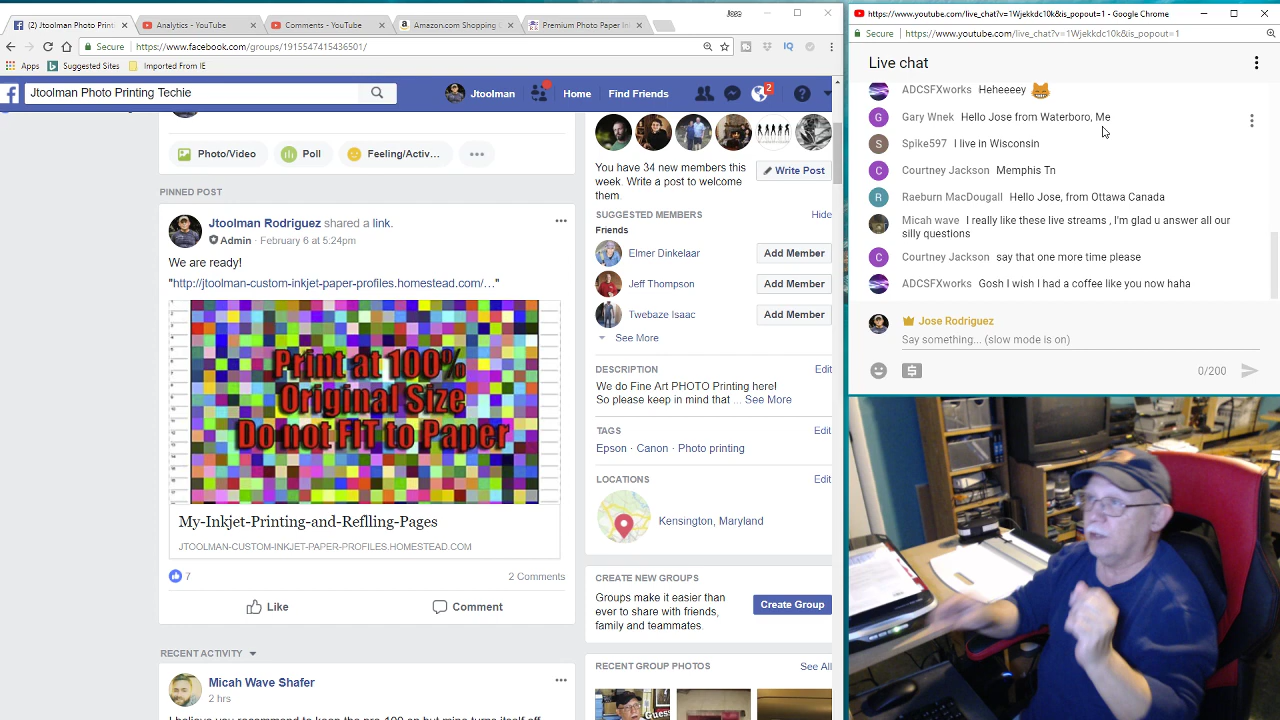 (2) Jtoolman Photo Printi
Analytics - YouTube
Comments - YouTube
Amazon.com Shopping
Premium Photo Paper In
Jose
Secure
https://www.facebook.com/groups/1915547415436501/
IQ
Apps
Suggested Sites
Imported From IE
Jtoolman Photo Printing Techie
Jtoolman
Home
Find Friends
2
Photo/Video
Poll
Feeling/Activ...
PINNED POST
Jtoolman Rodriguez shared a link.
Admin · February 6 at 5:24pm
We are ready!
"http://jtoolman-custom-inkjet-paper-profiles.homestead.com/…"
Print at 100%
Original Size
Do not FIT to Paper
My-Inkjet-Printing-and-Reflling-Pages
JTOOLMAN-CUSTOM-INKJET-PAPER-PROFILES.HOMESTEAD.COM
7
2 Comments
Like
Comment
RECENT ACTIVITY
Micah Wave Shafer
2 hrs
You have 34 new members this
week. Write a post to welcome
them.
Write Post
SUGGESTED MEMBERS
Hide
Friends
Elmer Dinkelaar
Add Member
Jeff Thompson
Add Member
Twebaze Isaac
Add Member
See More
DESCRIPTION
Edit
We do Fine Art PHOTO Printing here!
So please keep in mind that ... See More
TAGS
Edit
Epson · Canon · Photo printing
LOCATIONS
Edit
Kensington, Maryland
CREATE NEW GROUPS
Groups make it easier than
ever to share with friends,
family and teammates.
Create Group
RECENT GROUP PHOTOS
See All
https://www.youtube.com/live_chat?v=1Wjekkdc10k&is_popout=1 - Google Chrome
Secure
https://www.youtube.com/live_chat?v=1Wjekkdc10k&is_popout=1
Live chat
ADCSFXworks Heheeeey
G
Gary Wnek Hello Jose from Waterboro, Me
S
Spike597 I live in Wisconsin
C
Courtney Jackson Memphis Tn
R
Raeburn MacDougall Hello Jose, from Ottawa Canada
Micah wave I really like these live streams , I'm glad u answer all our
silly questions
C
Courtney Jackson say that one more time please
ADCSFXworks Gosh I wish I had a coffee like you now haha
Jose Rodriguez
Say something... (slow mode is on)
0/200